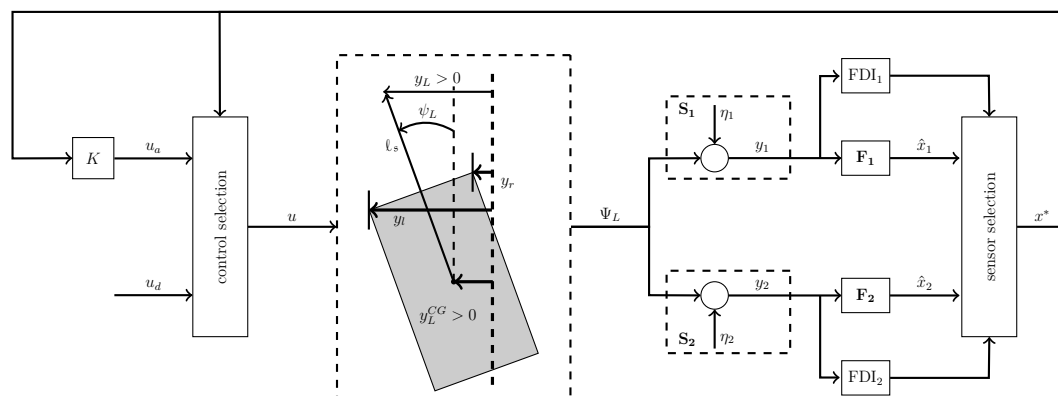 K
u_a
u_d
control selection
u
y_L > 0
ψ_L
ℓ_s
y_r
y_l
y_L^{CG} > 0
Ψ_L
S_1
η_1
y_1
FDI_1
F_1
x̂_1
S_2
η_2
y_2
F_2
x̂_2
FDI_2
sensor selection
x*